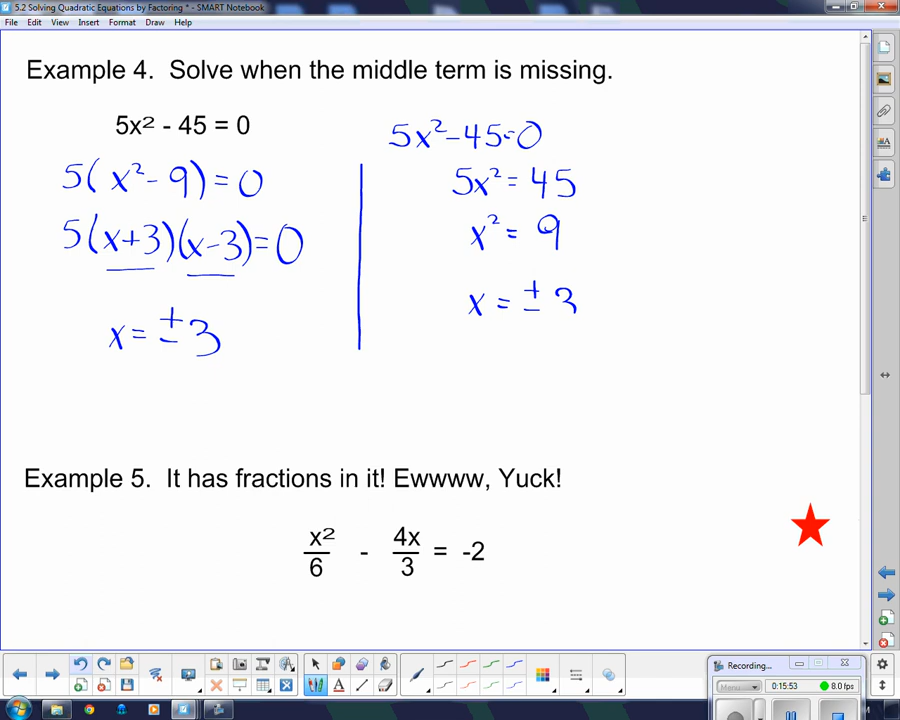 5.2 Solving Quadratic Equations by Factoring * - SMART Notebook
File Edit View Insert Format Draw Help
Example 4. Solve when the middle term is missing.
5x² - 45 = 0
5(x² - 9) = 0
5(x+3)(x-3) = 0
x = ± 3
5x² - 45 = 0
5x² = 45
x² = 9
x = ± 3
Example 5. It has fractions in it! Ewwww, Yuck!
x²/6 - 4x/3 = -2
Recording...
Menu
0:15:53 8.0 fps